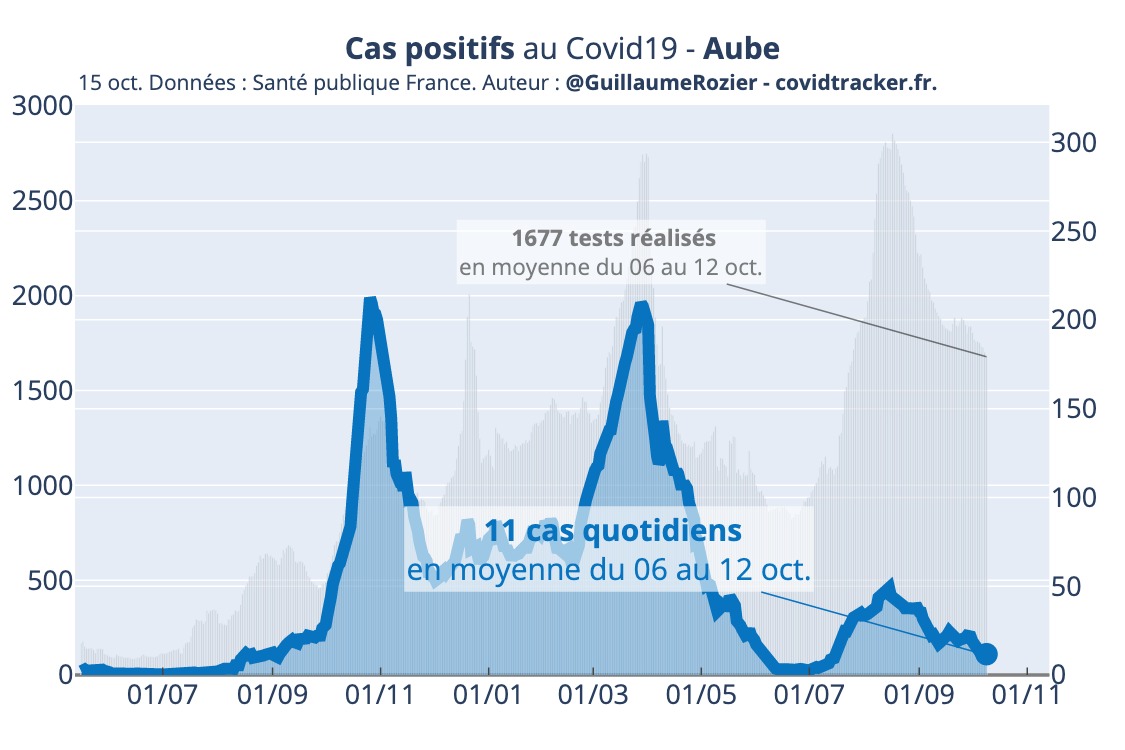 Cas positifs au Covid19 - Aube
15 oct. Données : Santé publique France. Auteur : @GuillaumeRozier - covidtracker.fr.
3000
300
2500
250
1677 tests réalisés
en moyenne du 06 au 12 oct.
2000
200
1500
150
1000
100
11 cas quotidiens
en moyenne du 06 au 12 oct.
500
50
0
0
01/07 01/09 01/11 01/01 01/03 01/05 01/07 01/09 01/11